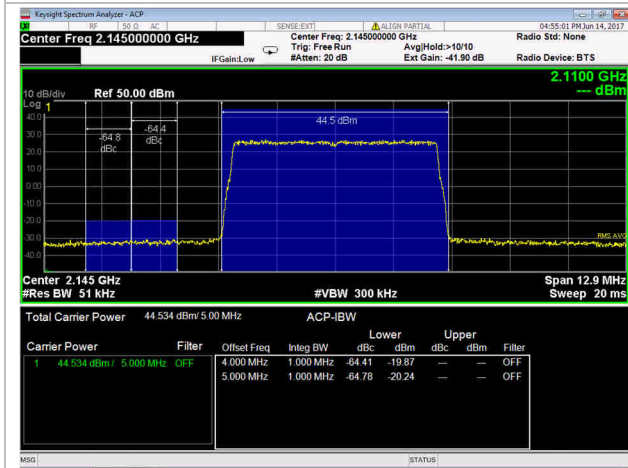 Keysight Spectrum Analyzer - ACP
RF 50 Ω AC SENSE:EXT ALIGN PARTIAL 04:55:01 PM Jun 14, 2017
Center Freq 2.145000000 GHz Center Freq: 2.145000000 GHz Radio Std: None
Trig: Free Run Avg|Hold:>10/10
IFGain:Low #Atten: 20 dB Ext Gain: -41.90 dB Radio Device: BTS
2.1100 GHz
--- dBm
10 dB/div Ref 50.00 dBm
Log 1
40.0
44.5 dBm
30.0
-64.8 dBc
-64.4 dBc
20.0
10.0
0.00
-10.0
-20.0
-30.0
RMS AVG
-40.0
Center 2.145 GHz Span 12.9 MHz
#Res BW 51 kHz #VBW 300 kHz Sweep 20 ms
Total Carrier Power 44.534 dBm/ 5.00 MHz ACP-IBW
Lower Upper
Carrier Power Filter Offset Freq Integ BW dBc dBm dBc dBm Filter
1 44.534 dBm / 5.000 MHz OFF 4.000 MHz 1.000 MHz -64.41 -19.87 --- --- OFF
5.000 MHz 1.000 MHz -64.78 -20.24 --- --- OFF
MSG STATUS